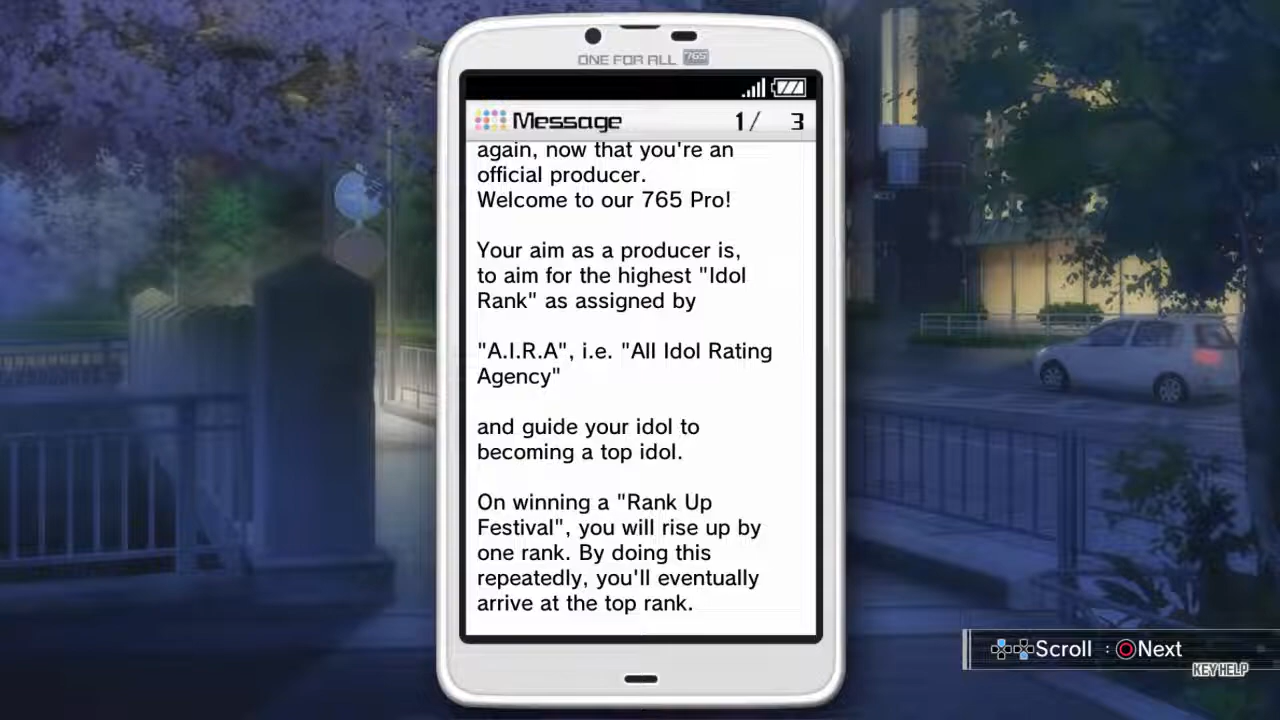 ONE FOR ALL 765
Message 1/ 3
again, now that you're an
official producer.
Welcome to our 765 Pro!
Your aim as a producer is,
to aim for the highest "Idol
Rank" as assigned by
"A.I.R.A", i.e. "All Idol Rating
Agency"
and guide your idol to
becoming a top idol.
On winning a "Rank Up
Festival", you will rise up by
one rank. By doing this
repeatedly, you'll eventually
arrive at the top rank.
Scroll : Next
KEY HELP